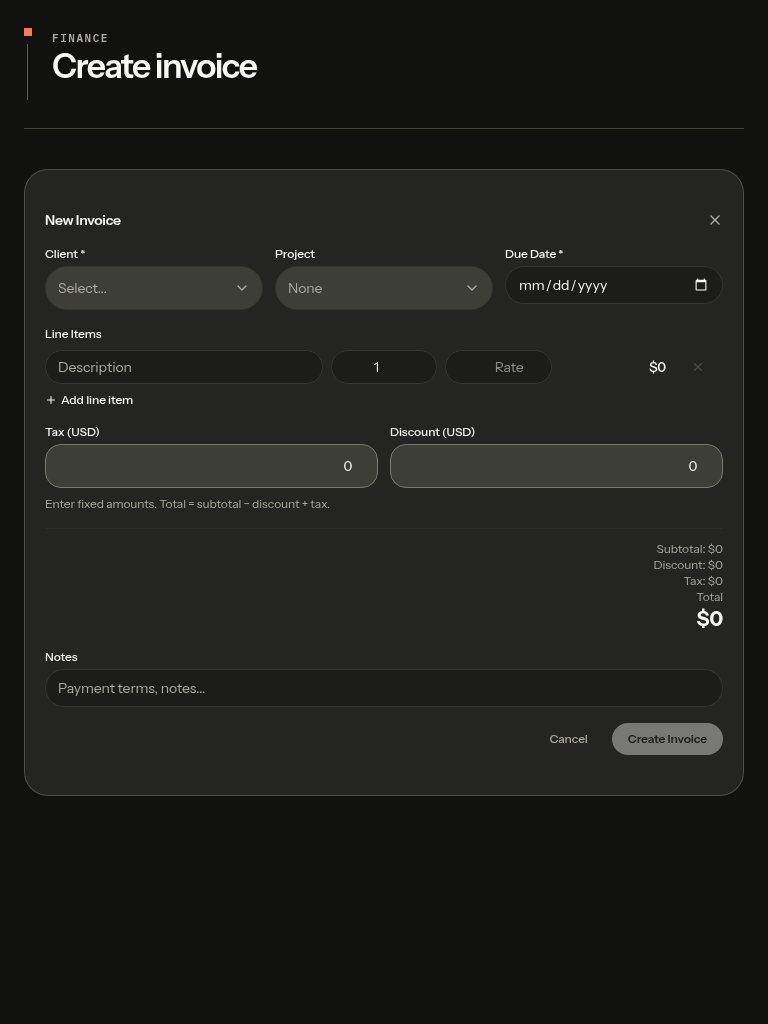 FINANCE
Create invoice
New Invoice
Client *
Project
Due Date *
Select...
None
mm/dd/yyyy
Line Items
Description
1
Rate
$0
+ Add line item
Tax (USD)
Discount (USD)
0
0
Enter fixed amounts. Total = subtotal − discount + tax.
Subtotal: $0
Discount: $0
Tax: $0
Total
$0
Notes
Payment terms, notes...
Cancel
Create Invoice